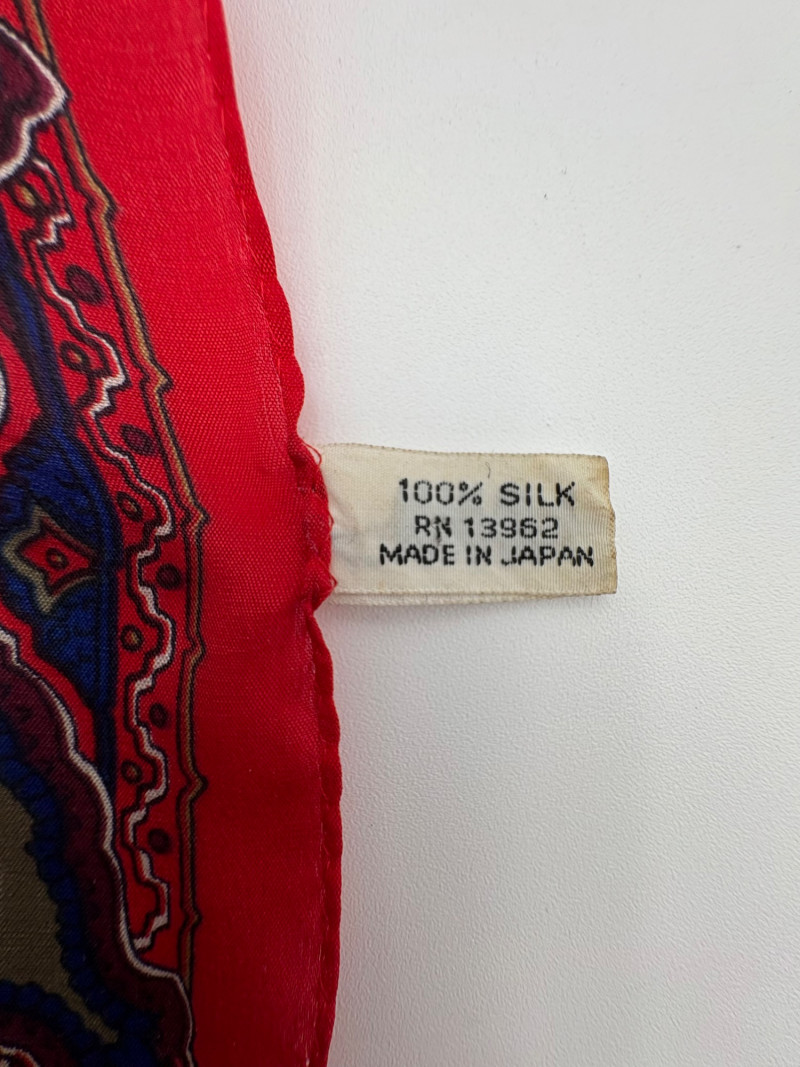 100% SILK
RN 13962
MADE IN JAPAN